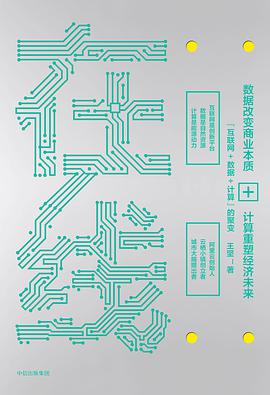 在线
数据改变商业本质
计算重塑经济未来
「互联网+数据+计算」的聚变
王坚—著
互联网是创新平台
数据是自然资源
计算是能源动力
阿里云创始人
云栖小镇创立者
城市大脑提出者
中信出版集团